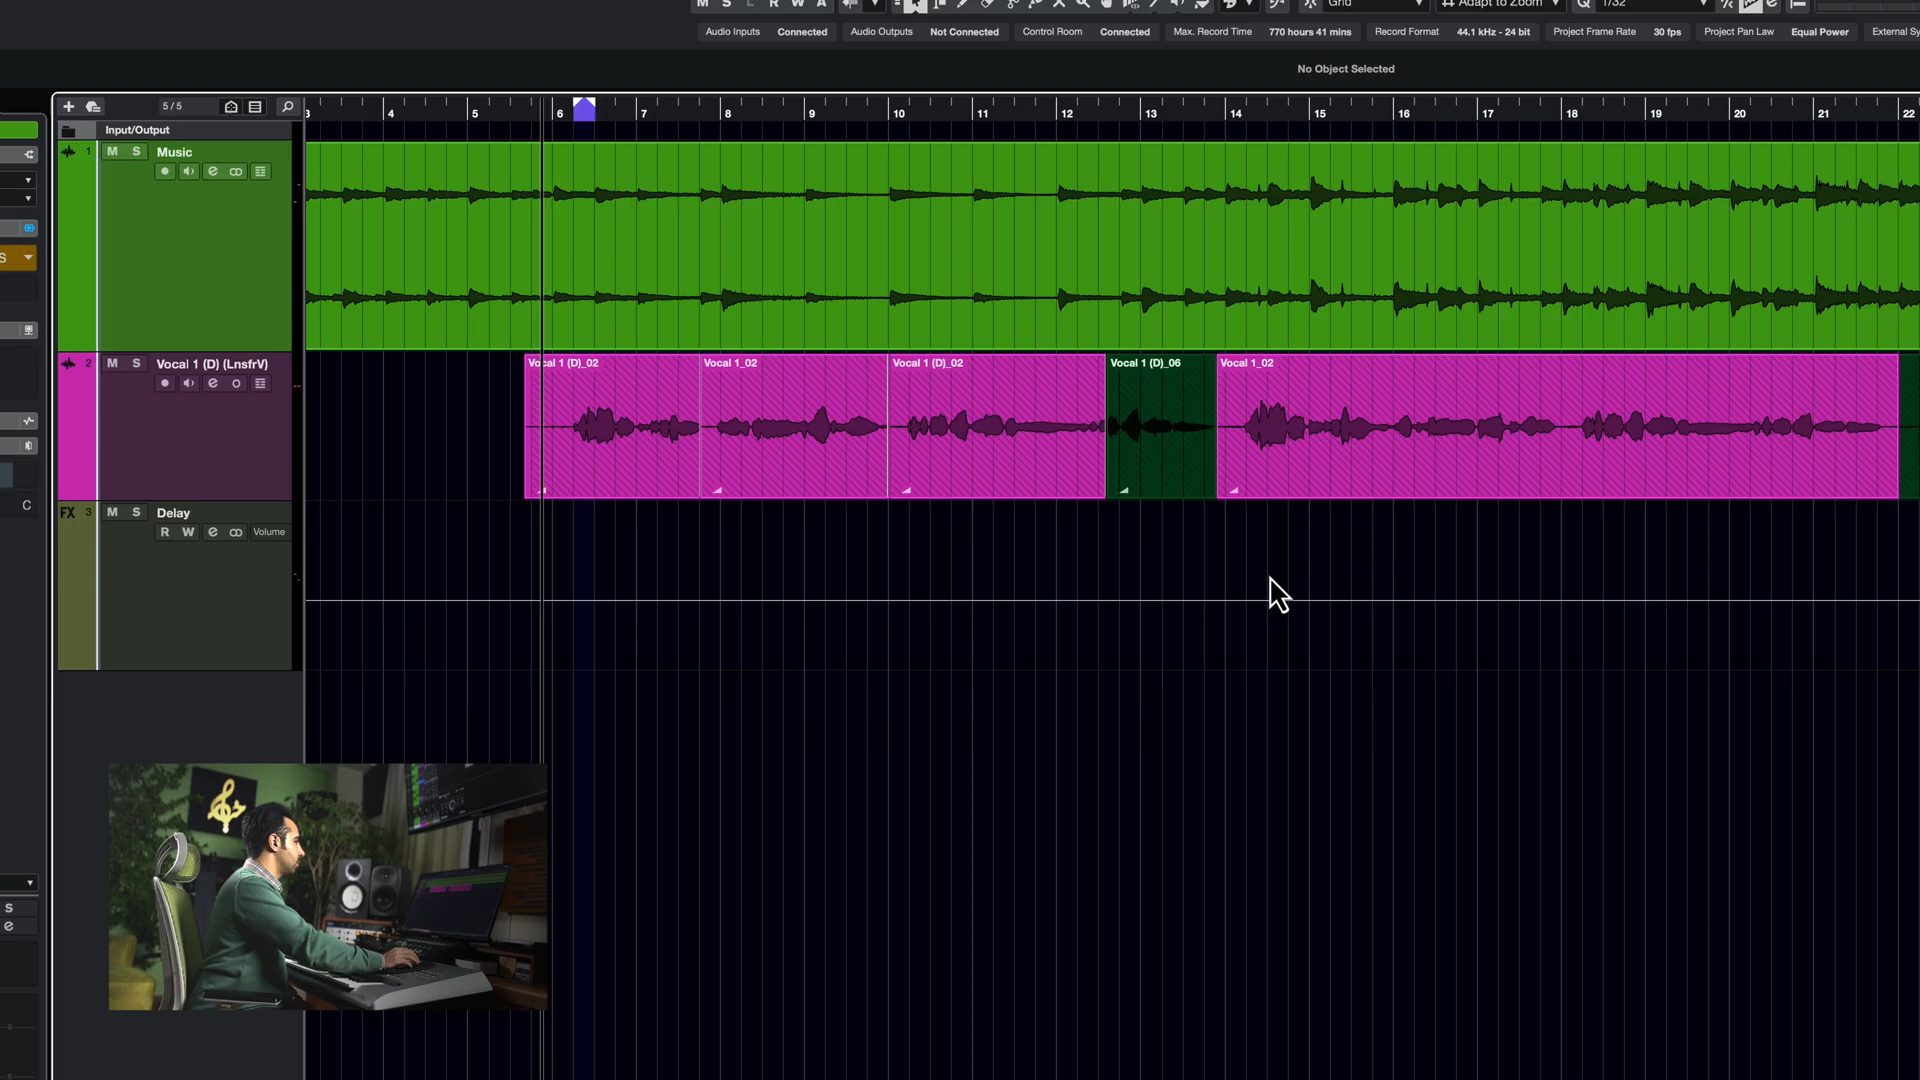 M S L R W A Grid Adapt to Zoom Q 1/32
Audio Inputs Connected Audio Outputs Not Connected Control Room Connected Max. Record Time 770 hours 41 mins Record Format 44.1 kHz - 24 bit Project Frame Rate 30 fps Project Pan Law Equal Power External Sy
No Object Selected
5/5
3 4 5 6 7 8 9 10 11 12 13 14 15 16 17 18 19 20 21 22
Input/Output
1 M S Music
e
2 M S Vocal 1 (D) (LnsfrV)
e
Vocal 1 (D)_02 Vocal 1_02 Vocal 1 (D)_02 Vocal 1 (D)_06 Vocal 1_02
FX 3 M S Delay
R W e Volume
S
C
S
e
0